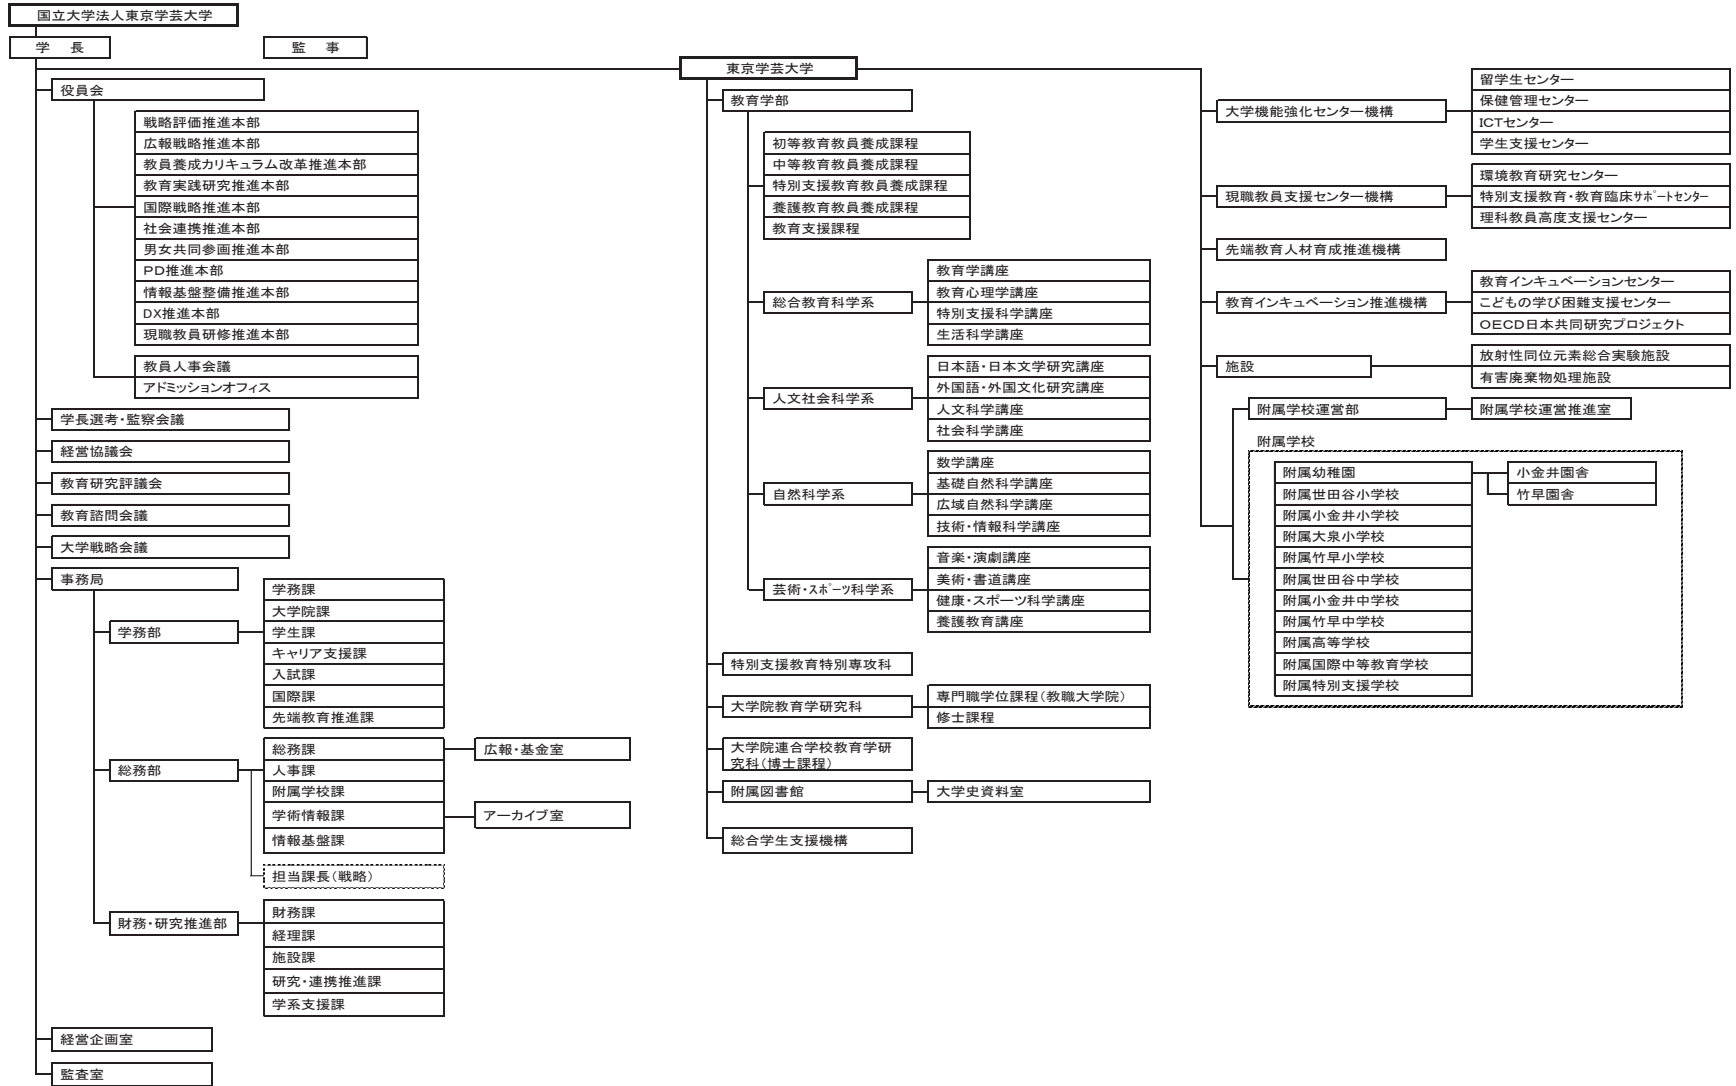 国立大学法人東京学芸大学
学 長
監 事
役員会
戦略評価推進本部
広報戦略推進本部
教員養成カリキュラム改革推進本部
教育実践研究推進本部
国際戦略推進本部
社会連携推進本部
男女共同参画推進本部
PD推進本部
情報基盤整備推進本部
DX推進本部
現職教員研修推進本部
教員人事会議
アドミッションオフィス
学長選考・監察会議
経営協議会
教育研究評議会
教育諮問会議
大学戦略会議
事務局
学務部
学務課
大学院課
学生課
キャリア支援課
入試課
国際課
先端教育推進課
総務部
総務課
人事課
附属学校課
学術情報課
情報基盤課
広報・基金室
アーカイブ室
担当課長(戦略)
財務・研究推進部
財務課
経理課
施設課
研究・連携推進課
学系支援課
経営企画室
監査室
東京学芸大学
教育学部
初等教育教員養成課程
中等教育教員養成課程
特別支援教育教員養成課程
養護教育教員養成課程
教育支援課程
総合教育科学系
教育学講座
教育心理学講座
特別支援科学講座
生活科学講座
人文社会科学系
日本語・日本文学研究講座
外国語・外国文化研究講座
人文科学講座
社会科学講座
自然科学系
数学講座
基礎自然科学講座
広域自然科学講座
技術・情報科学講座
芸術・スポーツ科学系
音楽・演劇講座
美術・書道講座
健康・スポーツ科学講座
養護教育講座
特別支援教育特別専攻科
大学院教育学研究科
専門職学位課程(教職大学院)
修士課程
大学院連合学校教育学研
究科(博士課程)
附属図書館
大学史資料室
総合学生支援機構
大学機能強化センター機構
留学生センター
保健管理センター
ICTセンター
学生支援センター
現職教員支援センター機構
環境教育研究センター
特別支援教育・教育臨床サポートセンター
理科教員高度支援センター
先端教育人材育成推進機構
教育インキュベーション推進機構
教育インキュベーションセンター
こどもの学び困難支援センター
OECD日本共同研究プロジェクト
施設
放射性同位元素総合実験施設
有害廃棄物処理施設
附属学校運営部
附属学校運営推進室
附属学校
附属幼稚園
附属世田谷小学校
附属小金井小学校
附属大泉小学校
附属竹早小学校
附属世田谷中学校
附属小金井中学校
附属竹早中学校
附属高等学校
附属国際中等教育学校
附属特別支援学校
小金井園舎
竹早園舎